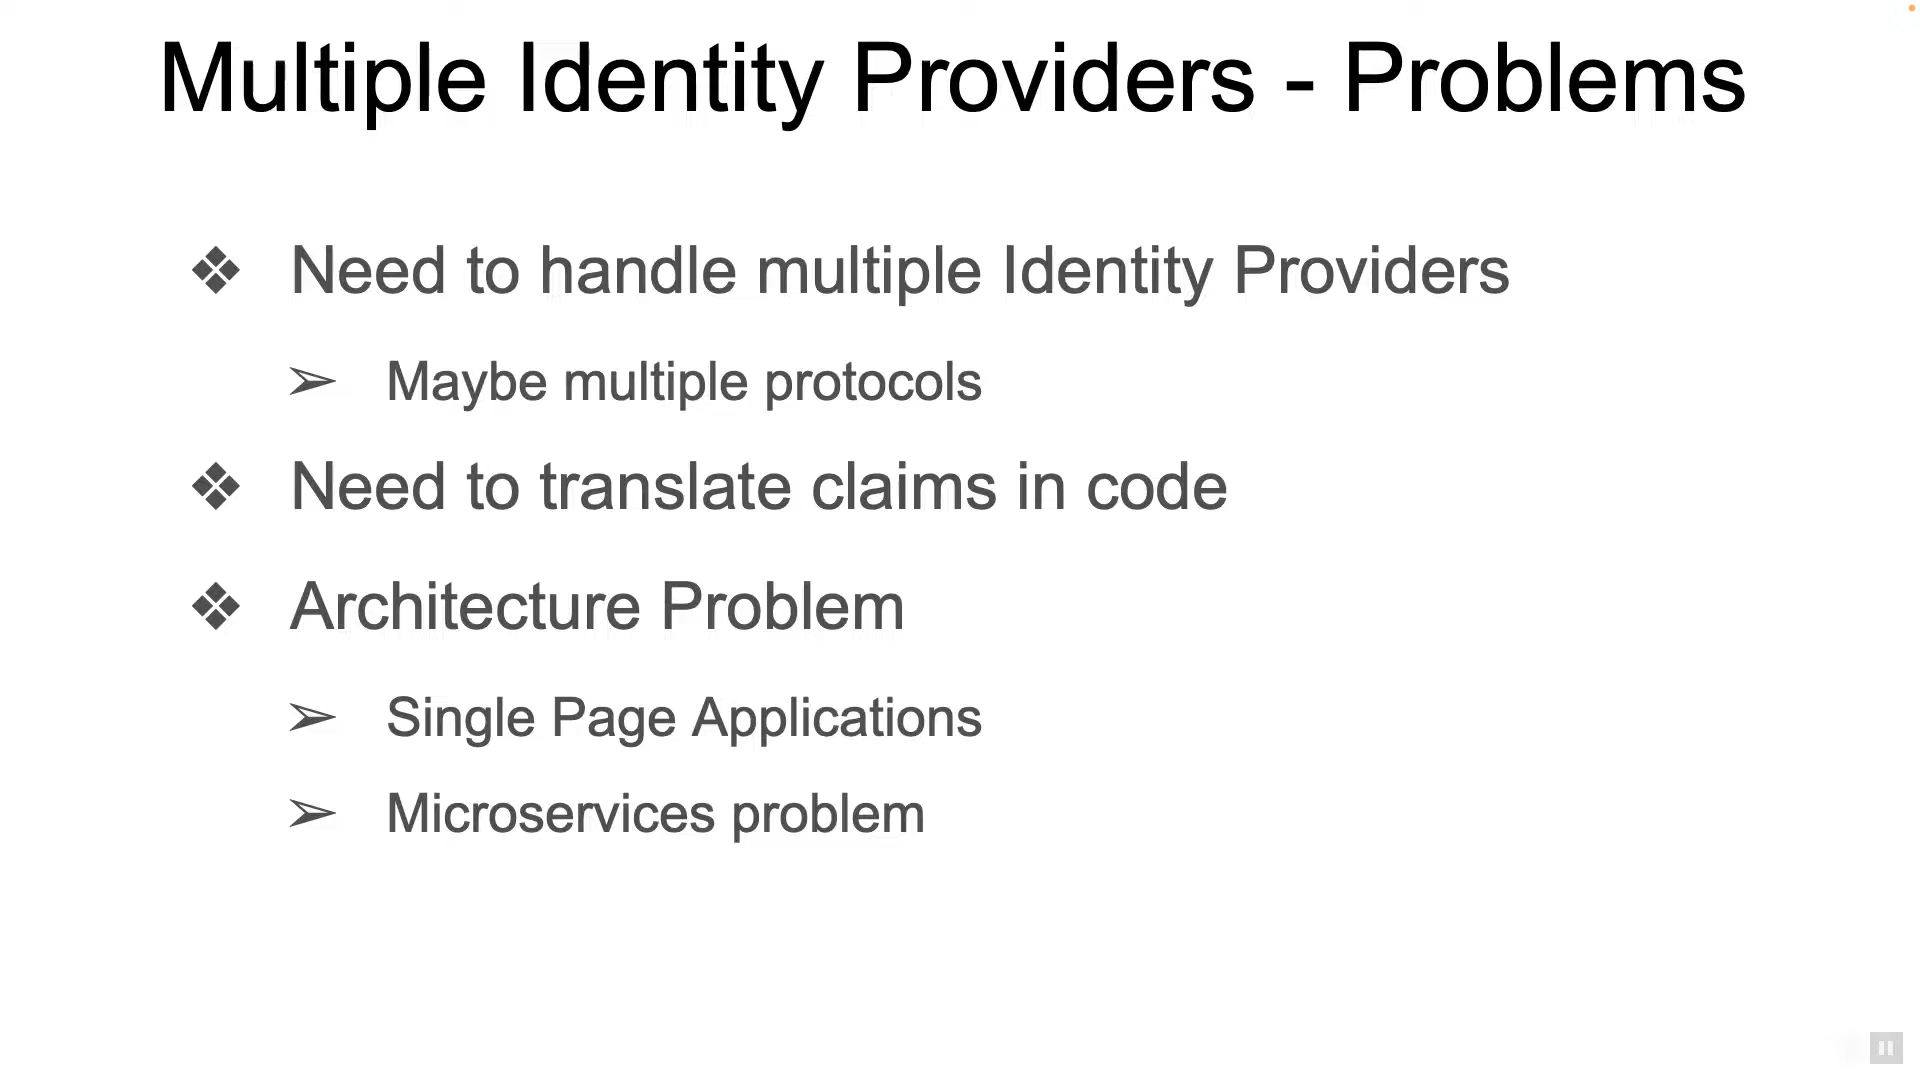 Multiple Identity Providers - Problems
❖ Need to handle multiple Identity Providers
➢ Maybe multiple protocols
❖ Need to translate claims in code
❖ Architecture Problem
➢ Single Page Applications
➢ Microservices problem